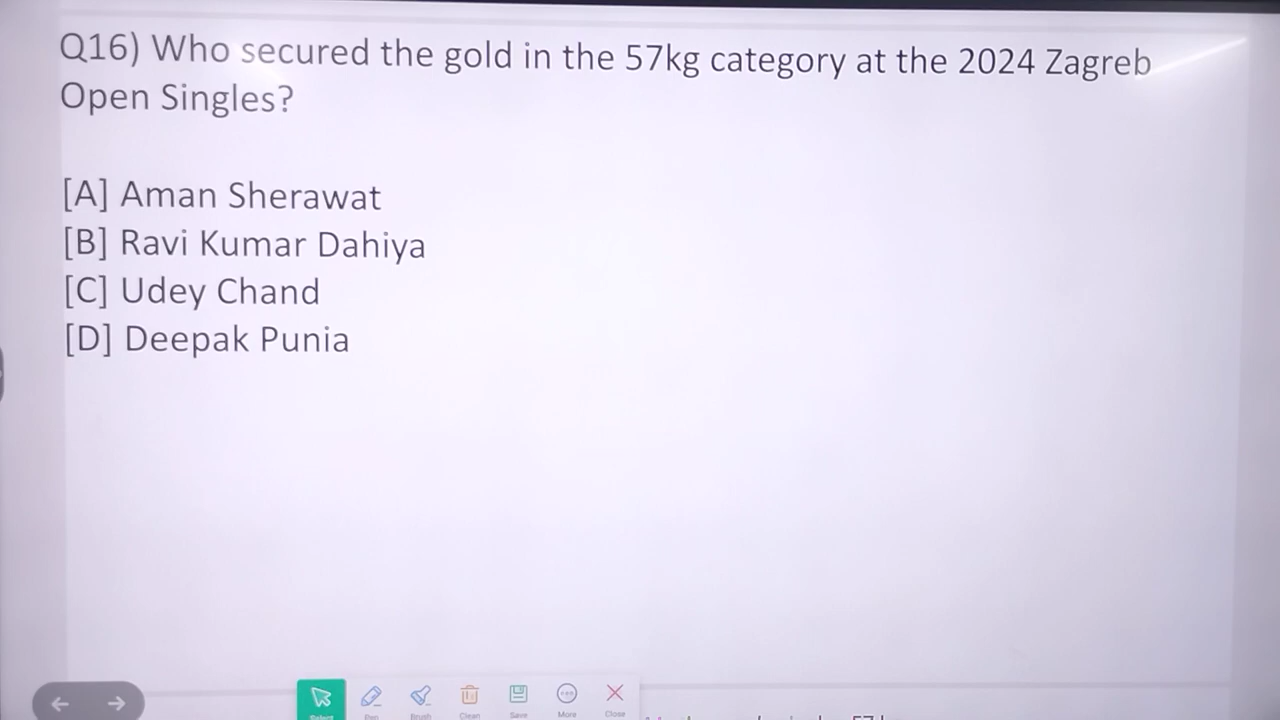 Q16) Who secured the gold in the 57kg category at the 2024 Zagreb
Open Singles?
[A] Aman Sherawat
[B] Ravi Kumar Dahiya
[C] Udey Chand
[D] Deepak Punia
Select Pen Brush Clean Save More Close